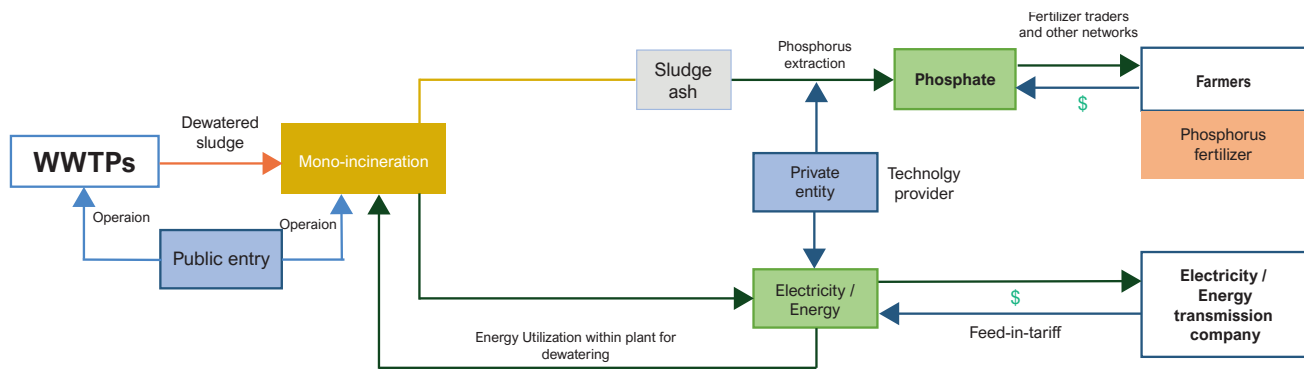 Fertilizer traders
and other networks
Phosphorus
extraction
Sludge
ash
Phosphate
Farmers
$
Dewatered
sludge
WWTPs
Mono-incineration
Phosphorus
fertilizer
Private
entity
Technolgy
provider
Operaion
Operaion
Public entry
Electricity /
Energy
$
Feed-in-tariff
Electricity /
Energy
transmission
company
Energy Utilization within plant for
dewatering